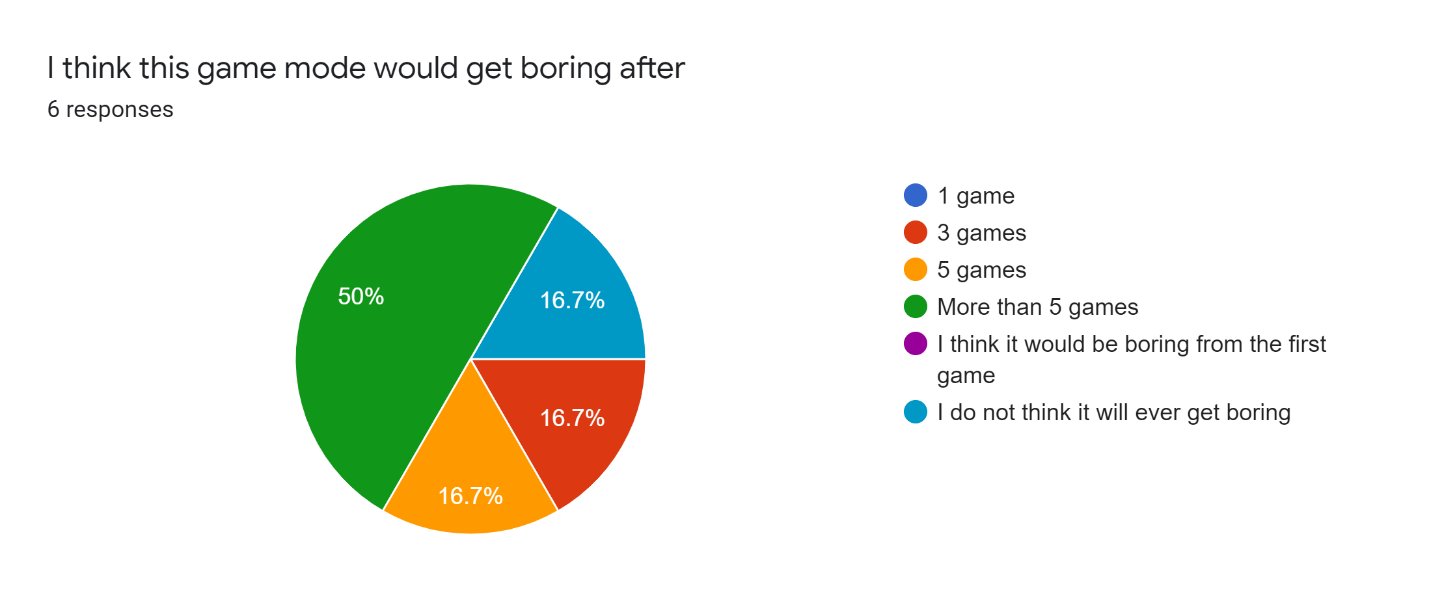 I think this game mode would get boring after
6 responses
50%
16.7%
16.7%
16.7%
1 game
3 games
5 games
More than 5 games
I think it would be boring from the first
game
I do not think it will ever get boring